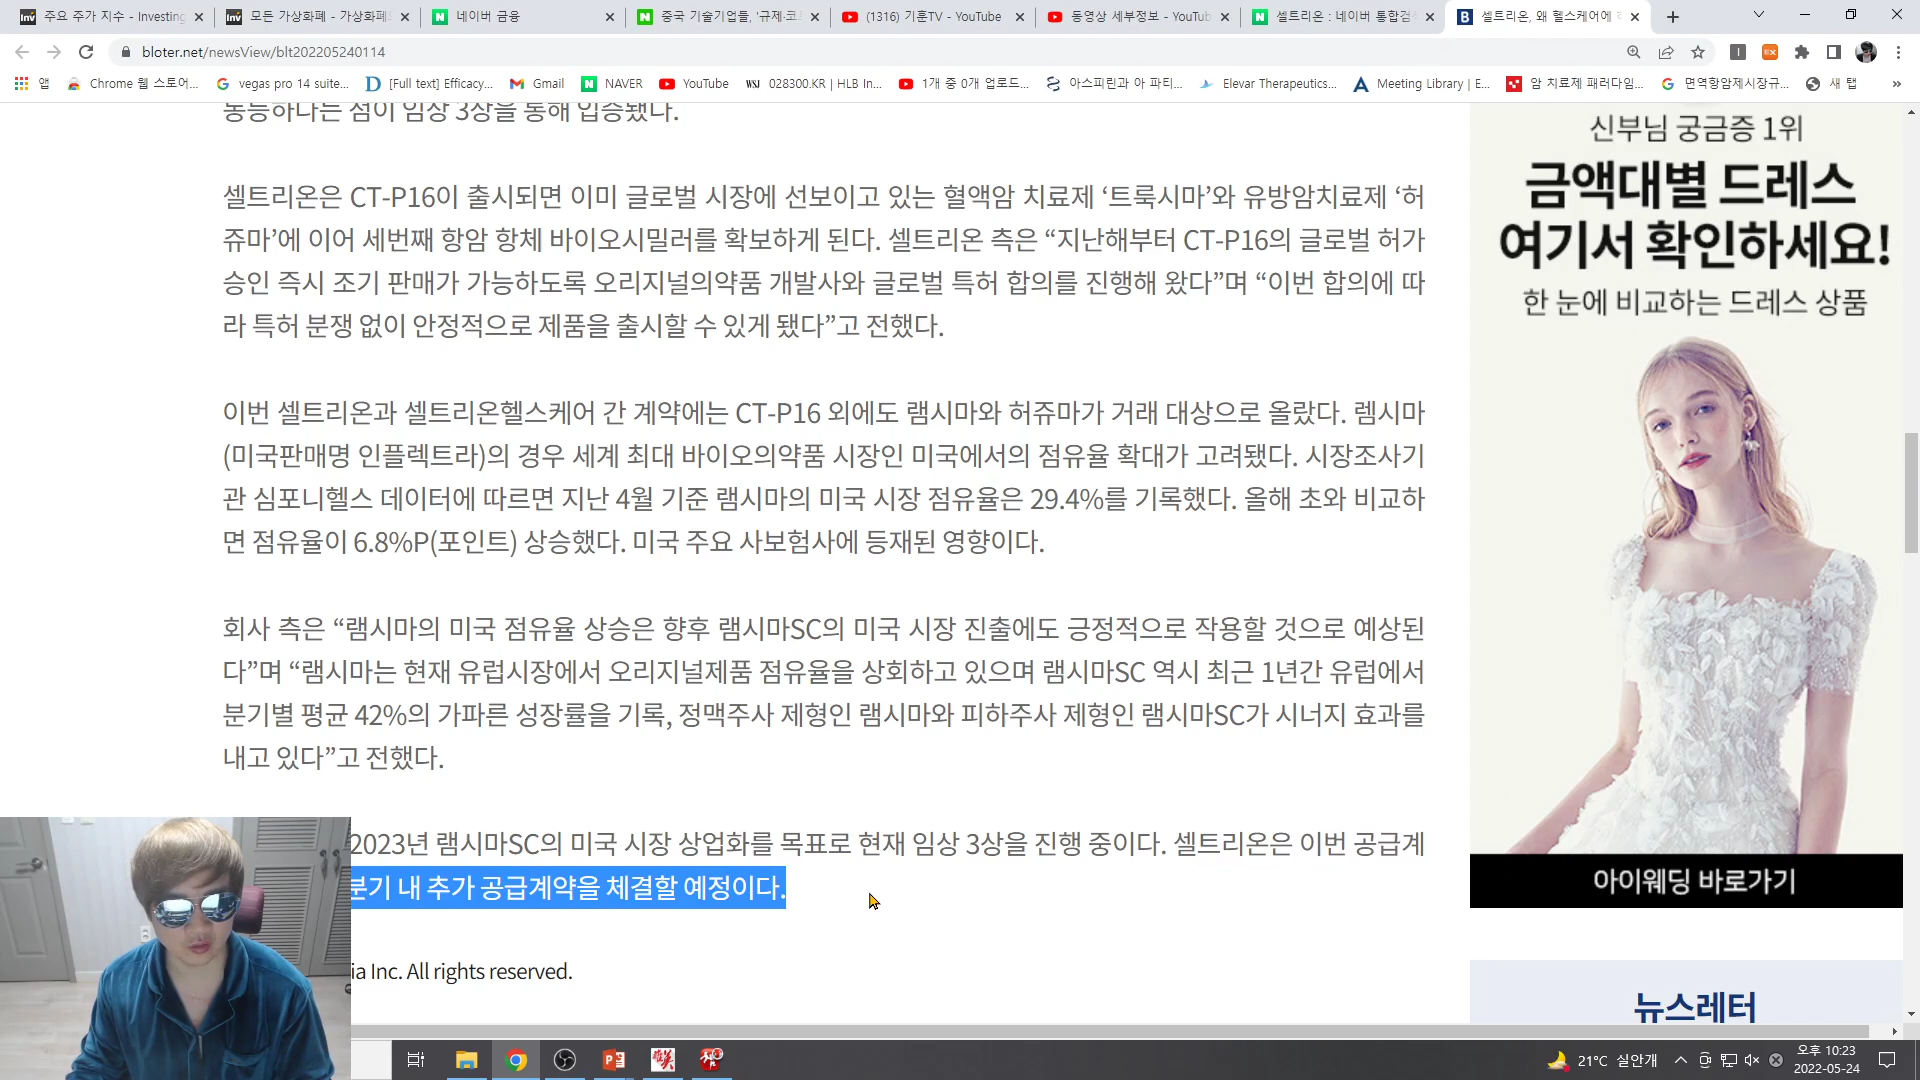 주요 주가 지수 - Investing
모든 가상화폐 - 가상화폐
네이버 금융
중국 기술기업들, '규제·코
(1316) 기훈TV - YouTube
동영상 세부정보 - YouTub
셀트리온 : 네이버 통합검
셀트리온, 왜 헬스케어에
bloter.net/newsView/blt202205240114
앱
Chrome 웹 스토어...
vegas pro 14 suite...
[Full text] Efficacy...
Gmail
NAVER
YouTube
WSJ 028300.KR | HLB In...
1개 중 0개 업로드...
아스피린과 아 파티...
Elevar Therapeutics...
Meeting Library | E...
암 치료제 패러다임...
면역항암제시장규...
새 탭
동등하다는 점이 임상 3상을 통해 입증됐다.
셀트리온은 CT-P16이 출시되면 이미 글로벌 시장에 선보이고 있는 혈액암 치료제 ‘트룩시마’와 유방암치료제 ‘허
쥬마’에 이어 세번째 항암 항체 바이오시밀러를 확보하게 된다. 셀트리온 측은 “지난해부터 CT-P16의 글로벌 허가
승인 즉시 조기 판매가 가능하도록 오리지널의약품 개발사와 글로벌 특허 합의를 진행해 왔다”며 “이번 합의에 따
라 특허 분쟁 없이 안정적으로 제품을 출시할 수 있게 됐다”고 전했다.
이번 셀트리온과 셀트리온헬스케어 간 계약에는 CT-P16 외에도 램시마와 허쥬마가 거래 대상으로 올랐다. 렘시마
(미국판매명 인플렉트라)의 경우 세계 최대 바이오의약품 시장인 미국에서의 점유율 확대가 고려됐다. 시장조사기
관 심포니헬스 데이터에 따르면 지난 4월 기준 램시마의 미국 시장 점유율은 29.4%를 기록했다. 올해 초와 비교하
면 점유율이 6.8%P(포인트) 상승했다. 미국 주요 사보험사에 등재된 영향이다.
회사 측은 “램시마의 미국 점유율 상승은 향후 램시마SC의 미국 시장 진출에도 긍정적으로 작용할 것으로 예상된
다”며 “램시마는 현재 유럽시장에서 오리지널제품 점유율을 상회하고 있으며 램시마SC 역시 최근 1년간 유럽에서
분기별 평균 42%의 가파른 성장률을 기록, 정맥주사 제형인 램시마와 피하주사 제형인 램시마SC가 시너지 효과를
내고 있다”고 전했다.
2023년 램시마SC의 미국 시장 상업화를 목표로 현재 임상 3상을 진행 중이다. 셀트리온은 이번 공급계
분기 내 추가 공급계약을 체결할 예정이다.
ia Inc. All rights reserved.
신부님 궁금증 1위
금액대별 드레스
여기서 확인하세요!
한 눈에 비교하는 드레스 상품
아이웨딩 바로가기
뉴스레터
21°C 실안개
오후 10:23
2022-05-24